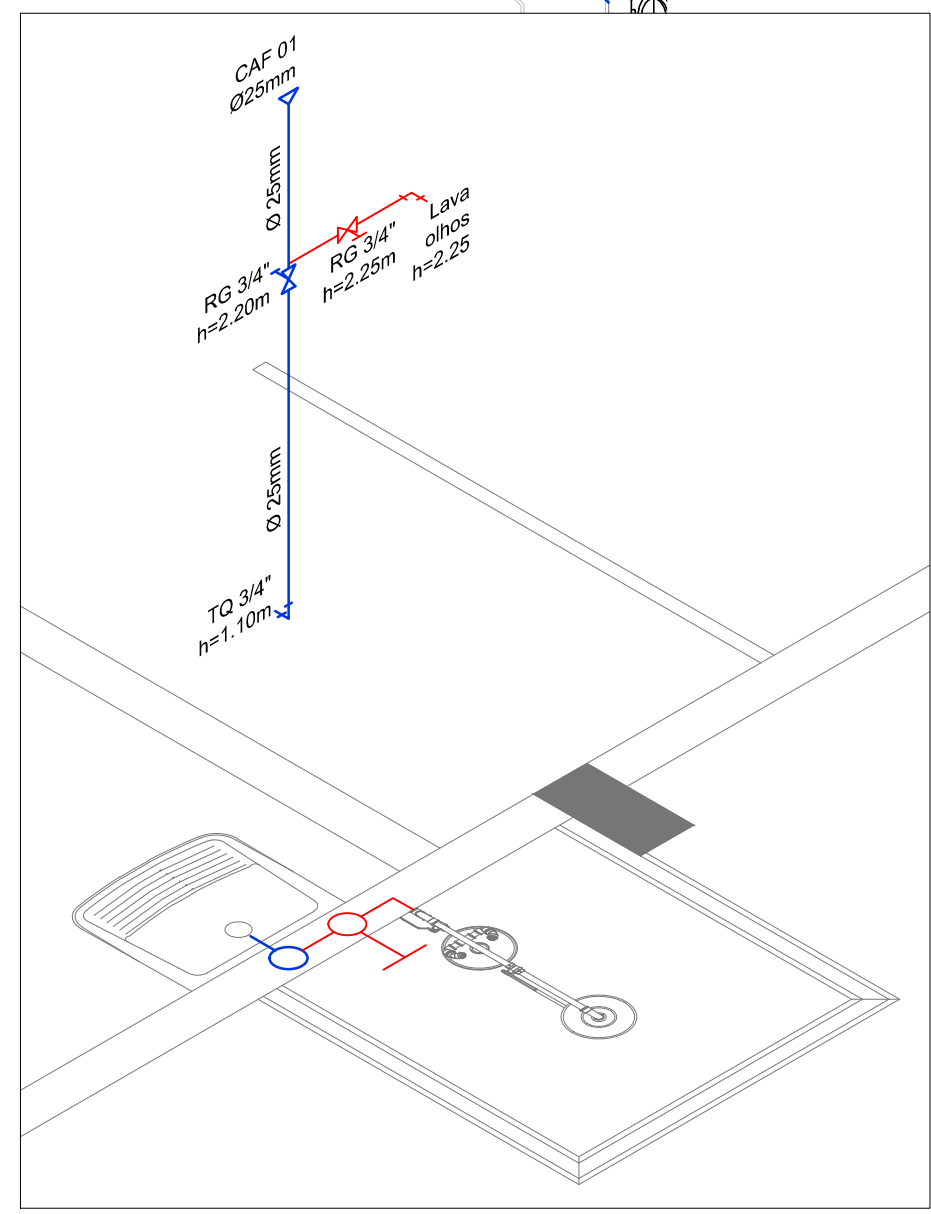 CAF 01
Ø25mm
Ø 25mm
Lava
olhos
h=2.25
RG 3/4"
h=2.25m
RG 3/4"
h=2.20m
Ø 25mm
TQ 3/4"
h=1.10m